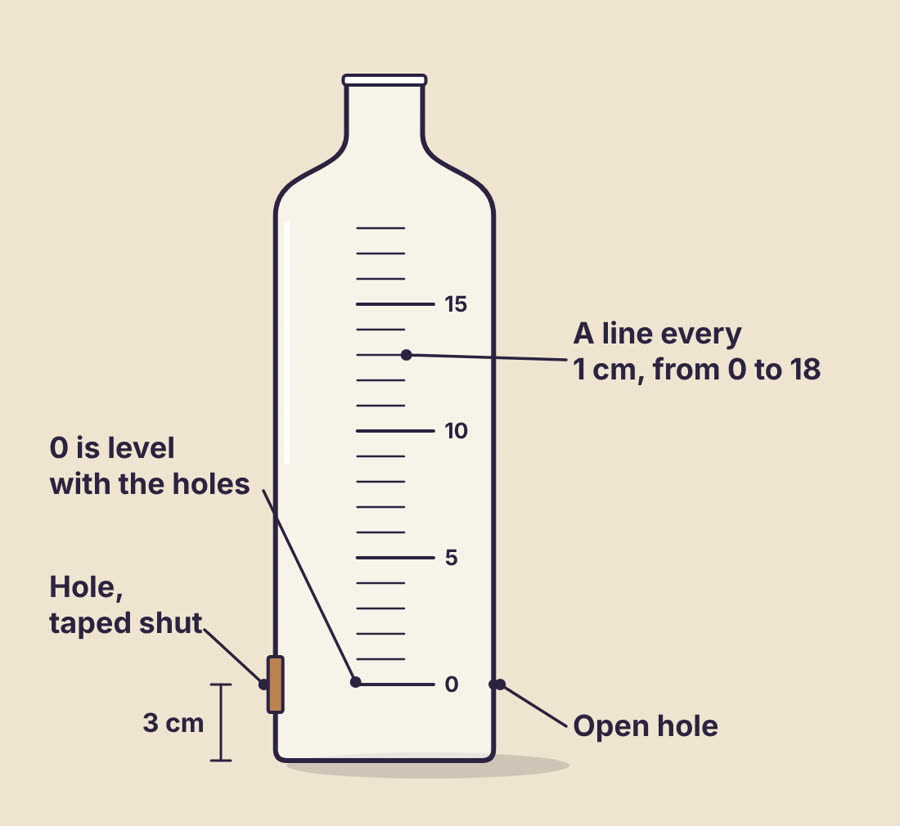 15
A line every
1 cm, from 0 to 18
10
0 is level
with the holes
5
Hole,
taped shut
0
3 cm
Open hole